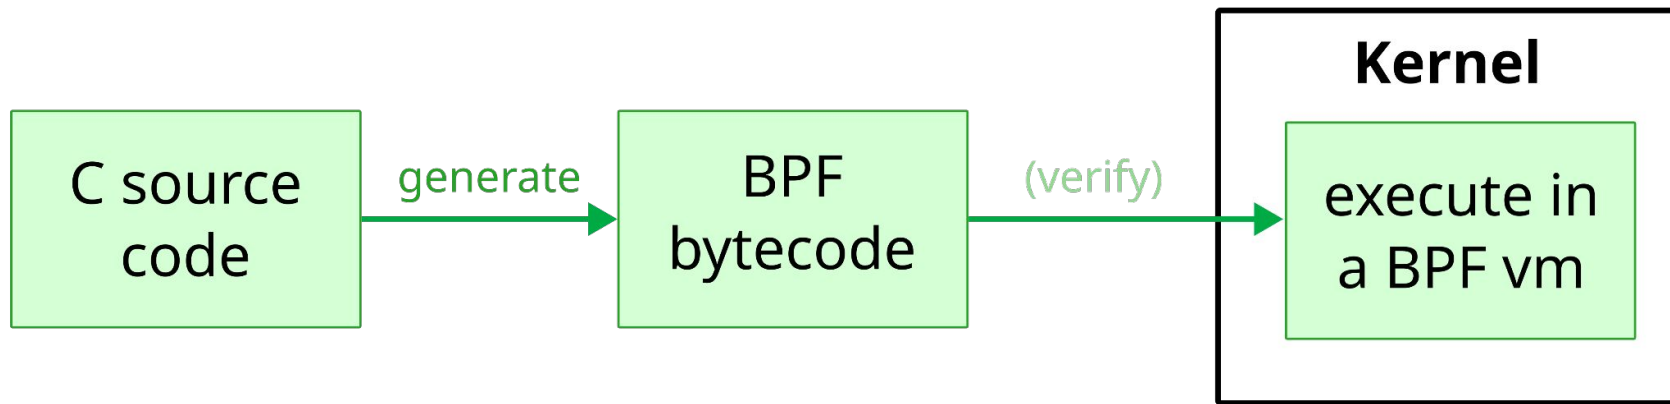 C source
code
generate
BPF
bytecode
(verify)
Kernel
execute in
a BPF vm